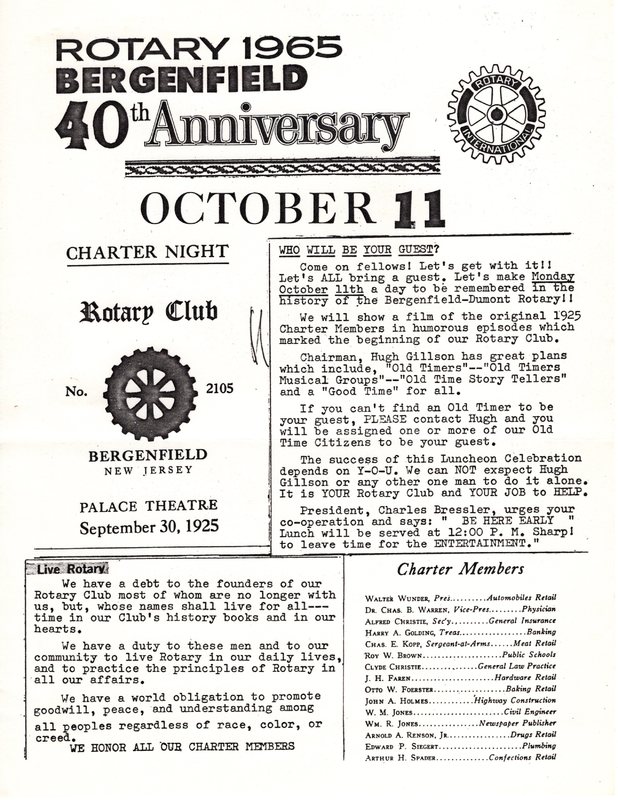 ROTARY 1965
BERGENFIELD
40th Anniversary
ROTARY
INTERNATIONAL
OCTOBER 11
CHARTER NIGHT
Rotary Club
No. 2105
BERGENFIELD
NEW JERSEY
PALACE THEATRE
September 30, 1925
WHO WILL BE YOUR GUEST?
Come on fellows! Let's get with it!!
Let's ALL bring a guest. Let's make Monday
October 11th a day to be remembered in the
history of the Bergenfield-Dumont Rotary!!
We will show a film of the original 1925
Charter Members in humorous episodes which
marked the beginning of our Rotary Club.
Chairman, Hugh Gillson has great plans
which include, "Old Timers"--"Old Timers
Musical Groups"--"Old Time Story Tellers"
and a "Good Time" for all.
If you can't find an Old Timer to be
your guest, PLEASE contact Hugh and you
will be assigned one or more of our Old
Time Citizens to be your guest.
The success of this Luncheon Celebration
depends on Y-O-U. We can NOT exspect Hugh
Gillson or any other one man to do it alone.
It is YOUR Rotary Club and YOUR JOB to HELP.
President, Charles Bressler, urges your
co-operation and says: " BE HERE EARLY "
Lunch will be served at 12:00 P. M. Sharp!
to leave time for the ENTERTAINMENT."
Live Rotary
We have a debt to the founders of our
Rotary Club most of whom are no longer with
us, but, whose names shall live for all---
time in our Club's history books and in our
hearts.
We have a duty to these men and to our
community to live Rotary in our daily lives,
and to practice the principles of Rotary in
all our affairs.
We have a world obligation to promote
goodwill, peace, and understanding among
all peoples regardless of race, color, or
creed.
WE HONOR ALL OUR CHARTER MEMBERS
Charter Members
WALTER WUNDER, Pres..........Automobiles Retail
DR. CHAS. B. WARREN, Vice-Pres.........Physician
ALFRED CHRISTIE, Sec'y..........General Insurance
HARRY A. GOLDING, Treas..................Banking
CHAS. E. KOPP, Sergeant-at-Arms......Meat Retail
ROY W. BROWN....................Public Schools
CLYDE CHRISTIE...............General Law Practice
J. H. FAREN.....................Hardware Retail
OTTO W. FOERSTER.................Baking Retail
JOHN A. HOLMES............Highway Construction
W. M. JONES.......................Civil Engineer
WM. R. JONES................Newspaper Publisher
ARNOLD A. RENSON, JR...............Drugs Retail
EDWARD P. SIEGERT.....................Plumbing
ARTHUR H. SPADER.............Confections Retail